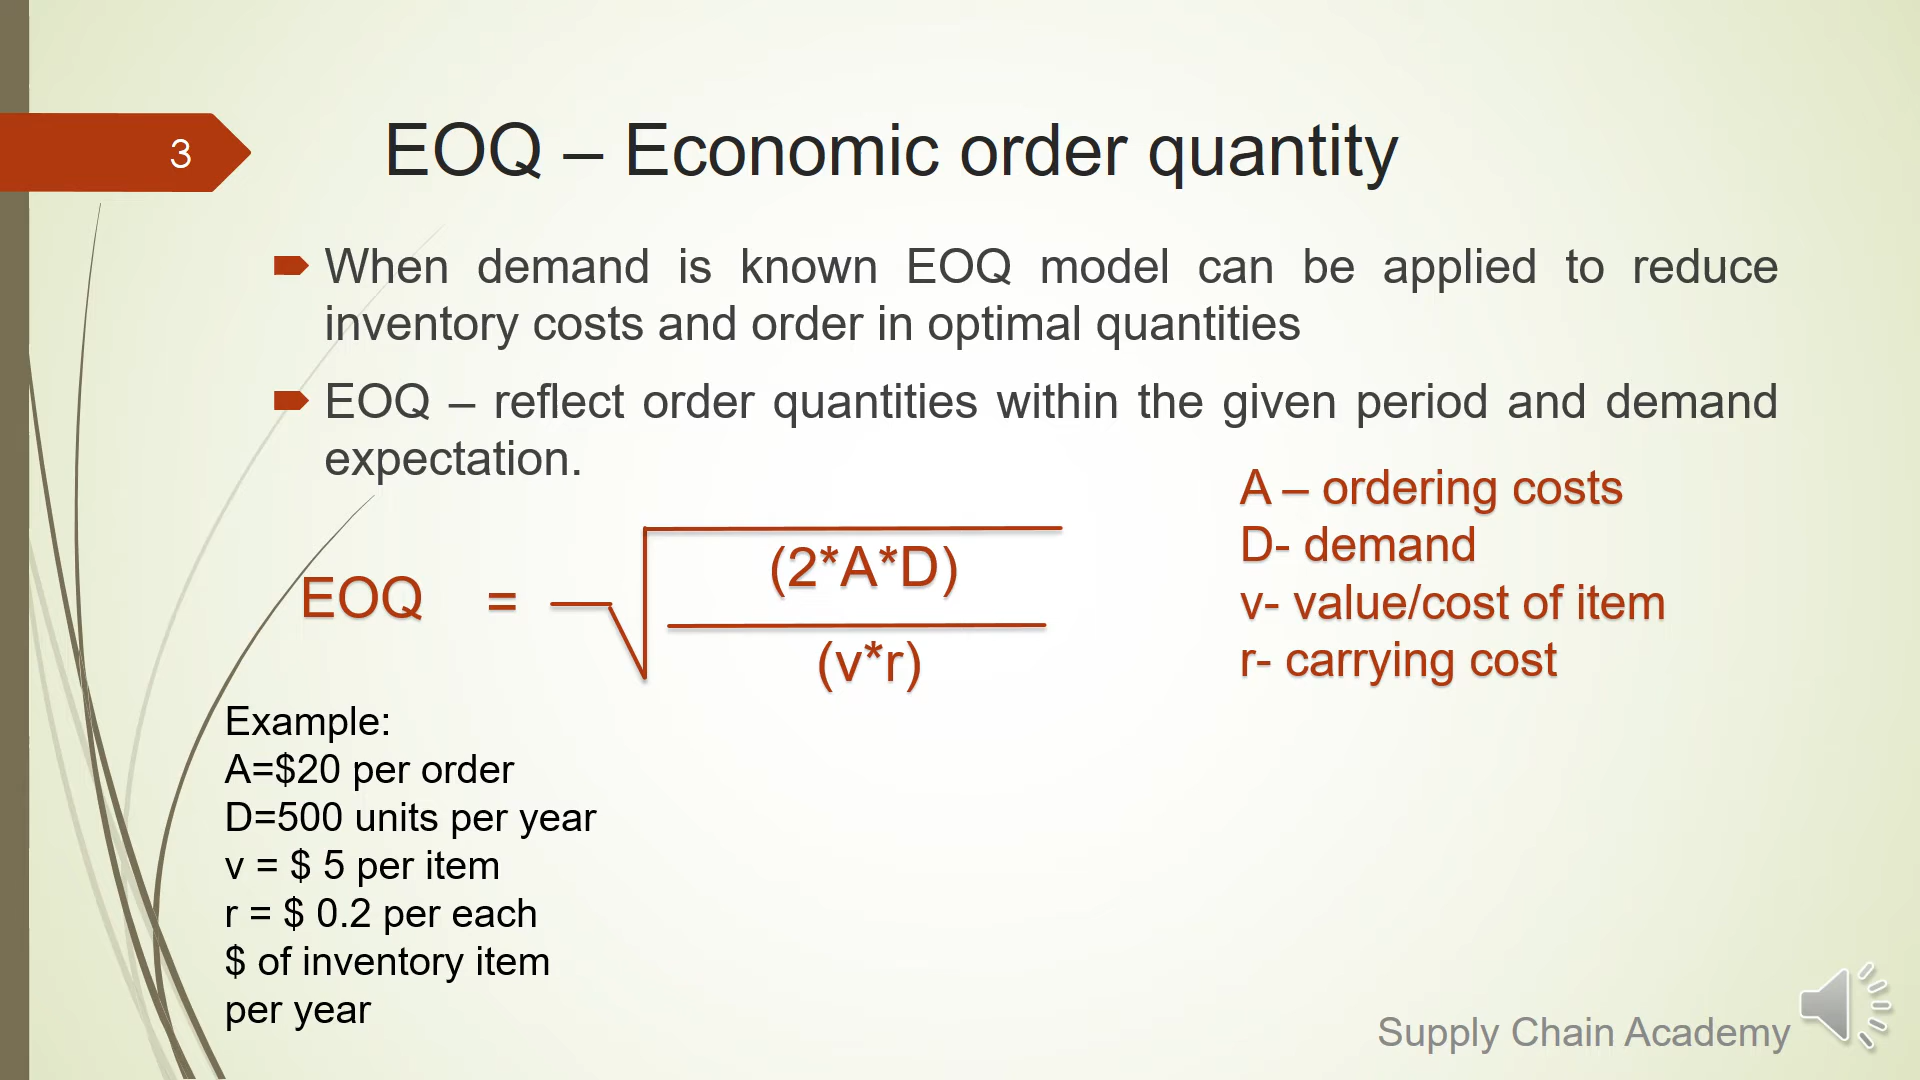 3
EOQ – Economic order quantity
When demand is known EOQ model can be applied to reduce
inventory costs and order in optimal quantities
EOQ – reflect order quantities within the given period and demand
expectation.
A – ordering costs
D- demand
v- value/cost of item
r- carrying cost
EOQ =
(2*A*D)
(v*r)
Example:
A=$20 per order
D=500 units per year
v = $ 5 per item
r = $ 0.2 per each
$ of inventory item
per year
Supply Chain Academy